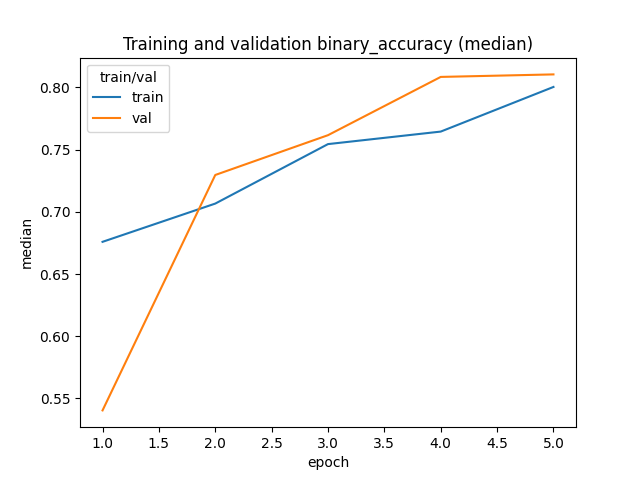 Training and validation binary_accuracy (median)
train/val
train
val
0.80
0.75
0.70
0.65
0.60
0.55
median
1.0 1.5 2.0 2.5 3.0 3.5 4.0 4.5 5.0
epoch